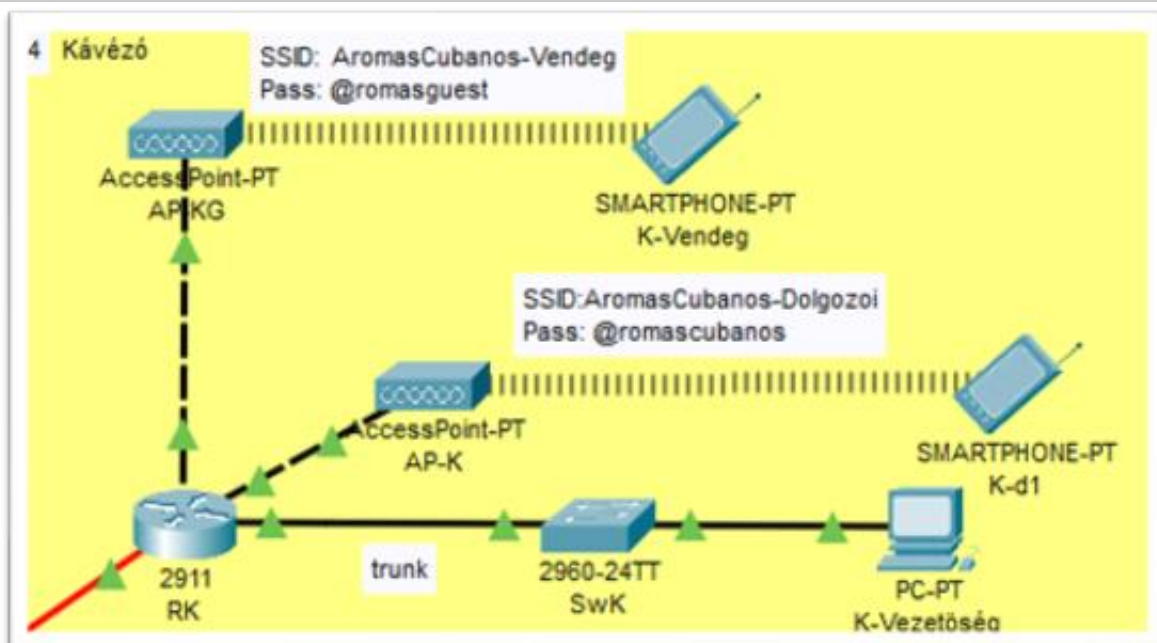 4 Kávézó
SSID: AromasCubanos-Vendeg
Pass: @romasguest
AccessPoint-PT
AP-KG
SMARTPHONE-PT
K-Vendeg
SSID:AromasCubanos-Dolgozoi
Pass: @romascubanos
AccessPoint-PT
AP-K
SMARTPHONE-PT
K-d1
2911
RK
trunk
2960-24TT
SwK
PC-PT
K-Vezetöség